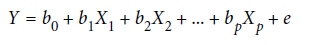 Y = b₀ + b₁X₁ + b₂X₂ + ... + bₚXₚ + e